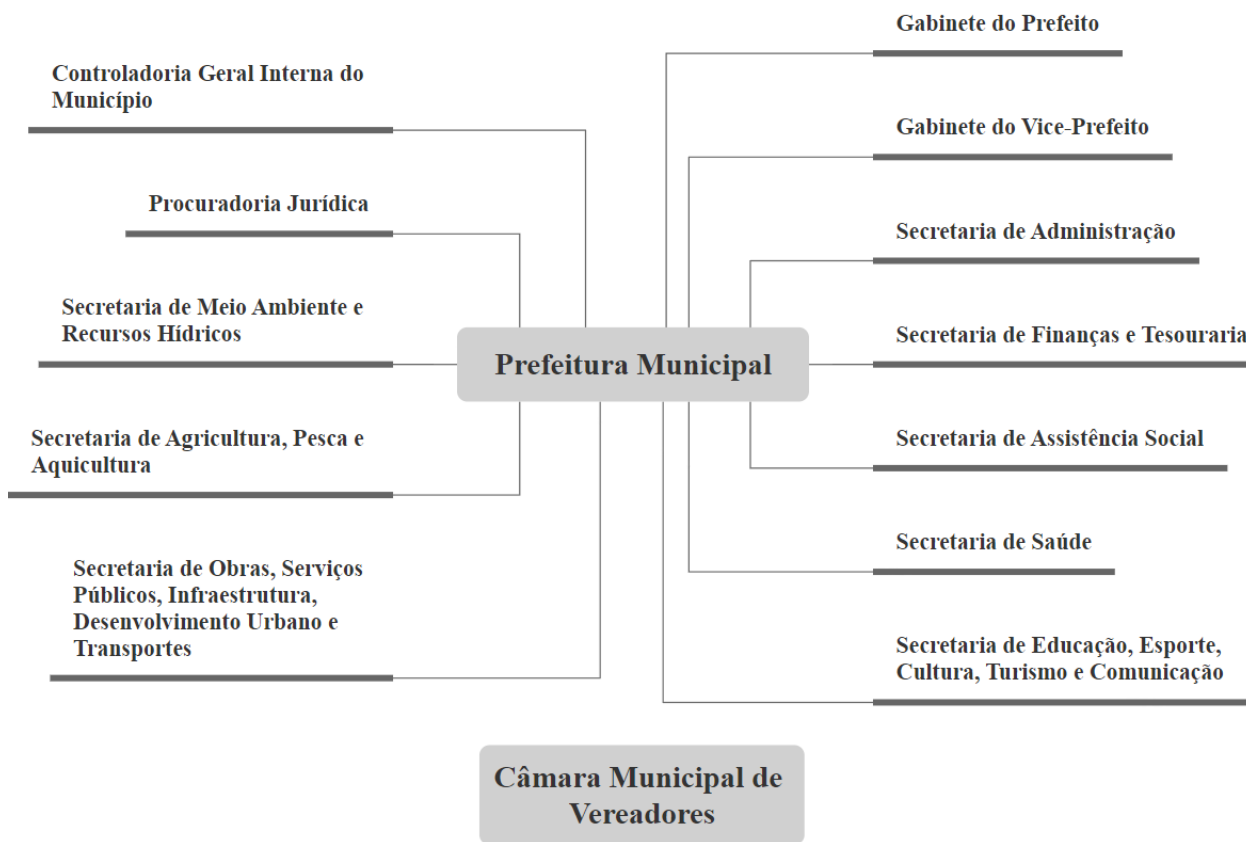 Controladoria Geral Interna do
Município
Procuradoria Jurídica
Secretaria de Meio Ambiente e
Recursos Hídricos
Secretaria de Agricultura, Pesca e
Aquicultura
Secretaria de Obras, Serviços
Públicos, Infraestrutura,
Desenvolvimento Urbano e
Transportes
Prefeitura Municipal
Gabinete do Prefeito
Gabinete do Vice-Prefeito
Secretaria de Administração
Secretaria de Finanças e Tesouraria
Secretaria de Assistência Social
Secretaria de Saúde
Secretaria de Educação, Esporte,
Cultura, Turismo e Comunicação
Câmara Municipal de
Vereadores